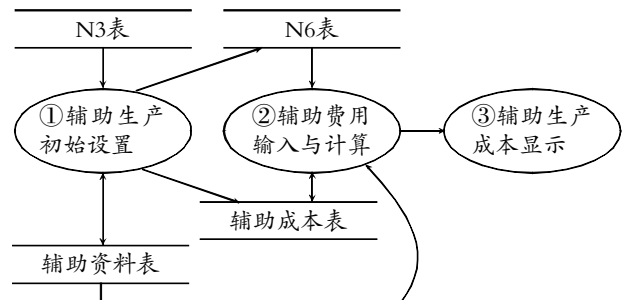 N3表
N6表
①辅助生产
初始设置
②辅助费用
输入与计算
③辅助生产
成本显示
辅助成本表
辅助资料表